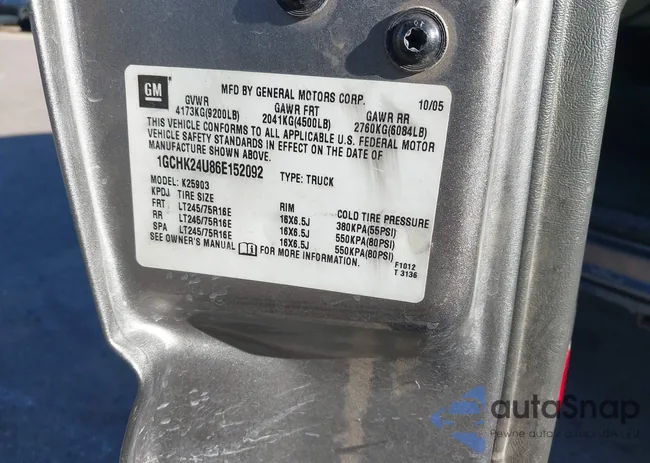 GM
MFD BY GENERAL MOTORS CORP. 10/05
GVWR GAWR FRT GAWR RR
4173KG(9200LB) 2041KG(4500LB) 2760KG(6084LB)
THIS VEHICLE CONFORMS TO ALL APPLICABLE U.S. FEDERAL MOTOR
VEHICLE SAFETY STANDARDS IN EFFECT ON THE DATE OF
MANUFACTURE SHOWN ABOVE.
1GCHK24U86E152092 TYPE: TRUCK
MODEL: K25903
KPDJ TIRE SIZE RIM COLD TIRE PRESSURE
FRT LT245/75R16E 16X6.5J 380KPA(55PSI)
RR LT245/75R16E 16X6.5J 550KPA(80PSI)
SPA LT245/75R16E 16X6.5J 550KPA(80PSI)
SEE OWNER'S MANUAL FOR MORE INFORMATION.
F1012
T 3136
autoSnap